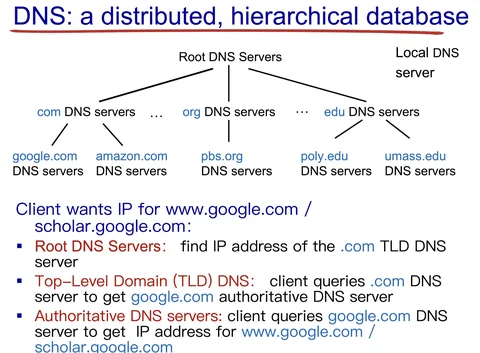 DNS: a distributed, hierarchical database
Root DNS Servers
Local DNS
server
com DNS servers
…
org DNS servers
…
edu DNS servers
google.com
DNS servers
amazon.com
DNS servers
pbs.org
DNS servers
poly.edu
DNS servers
umass.edu
DNS servers
Client wants IP for www.google.com /
scholar.google.com:
▪ Root DNS Servers: find IP address of the .com TLD DNS
server
▪ Top-Level Domain (TLD) DNS: client queries .com DNS
server to get google.com authoritative DNS server
▪ Authoritative DNS servers: client queries google.com DNS
server to get IP address for www.google.com /
scholar.google.com